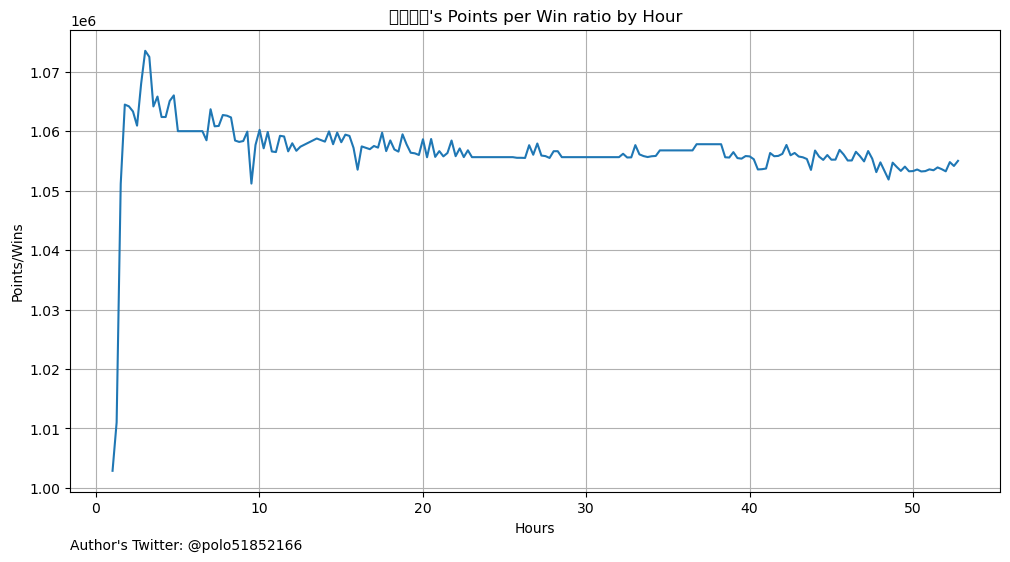 's Points per Win ratio by Hour
1e6
1.07
1.06
1.05
1.04
1.03
1.02
1.01
1.00
Points/Wins
0 10 20 30 40 50
Hours
Author's Twitter: @polo51852166